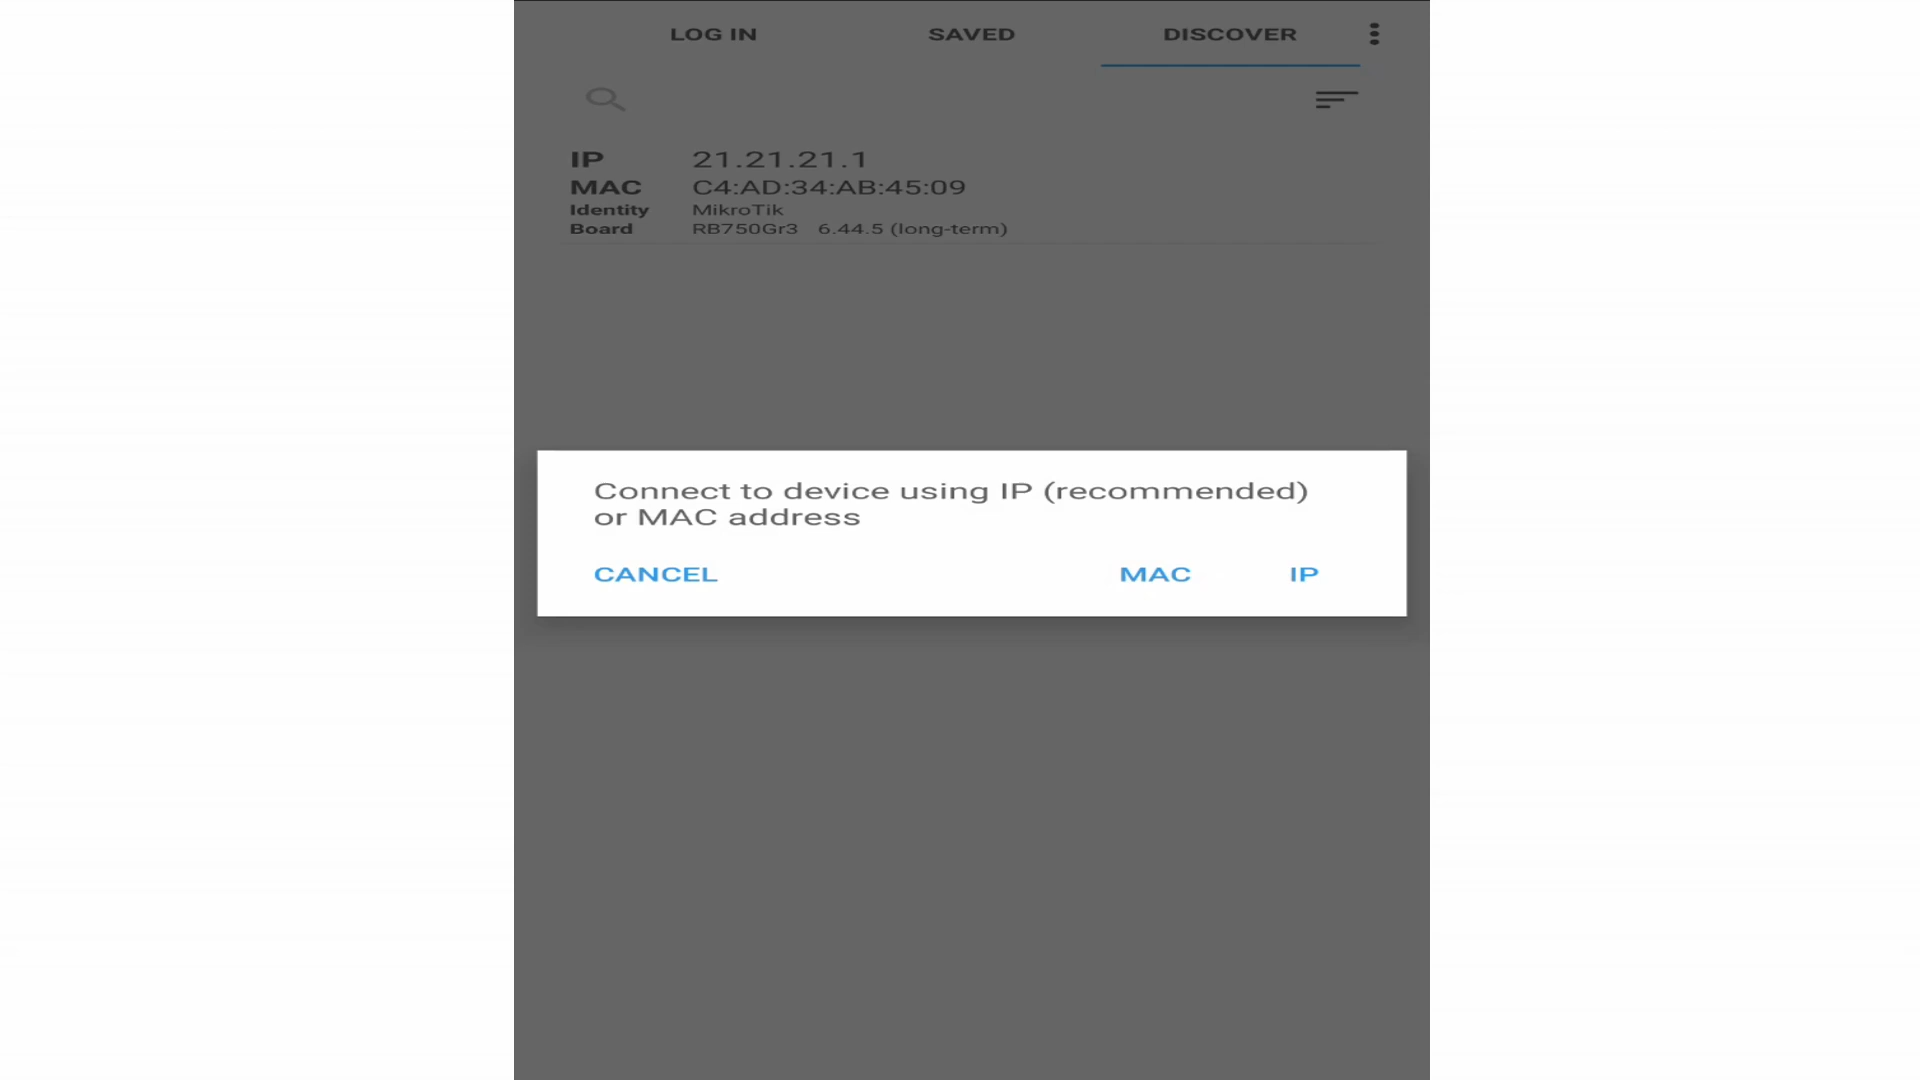 LOG IN SAVED DISCOVER
IP 21.21.21.1
MAC C4:AD:34:AB:45:09
Identity MikroTik
Board RB750Gr3 6.44.5 (long-term)
Connect to device using IP (recommended)
or MAC address
CANCEL MAC IP